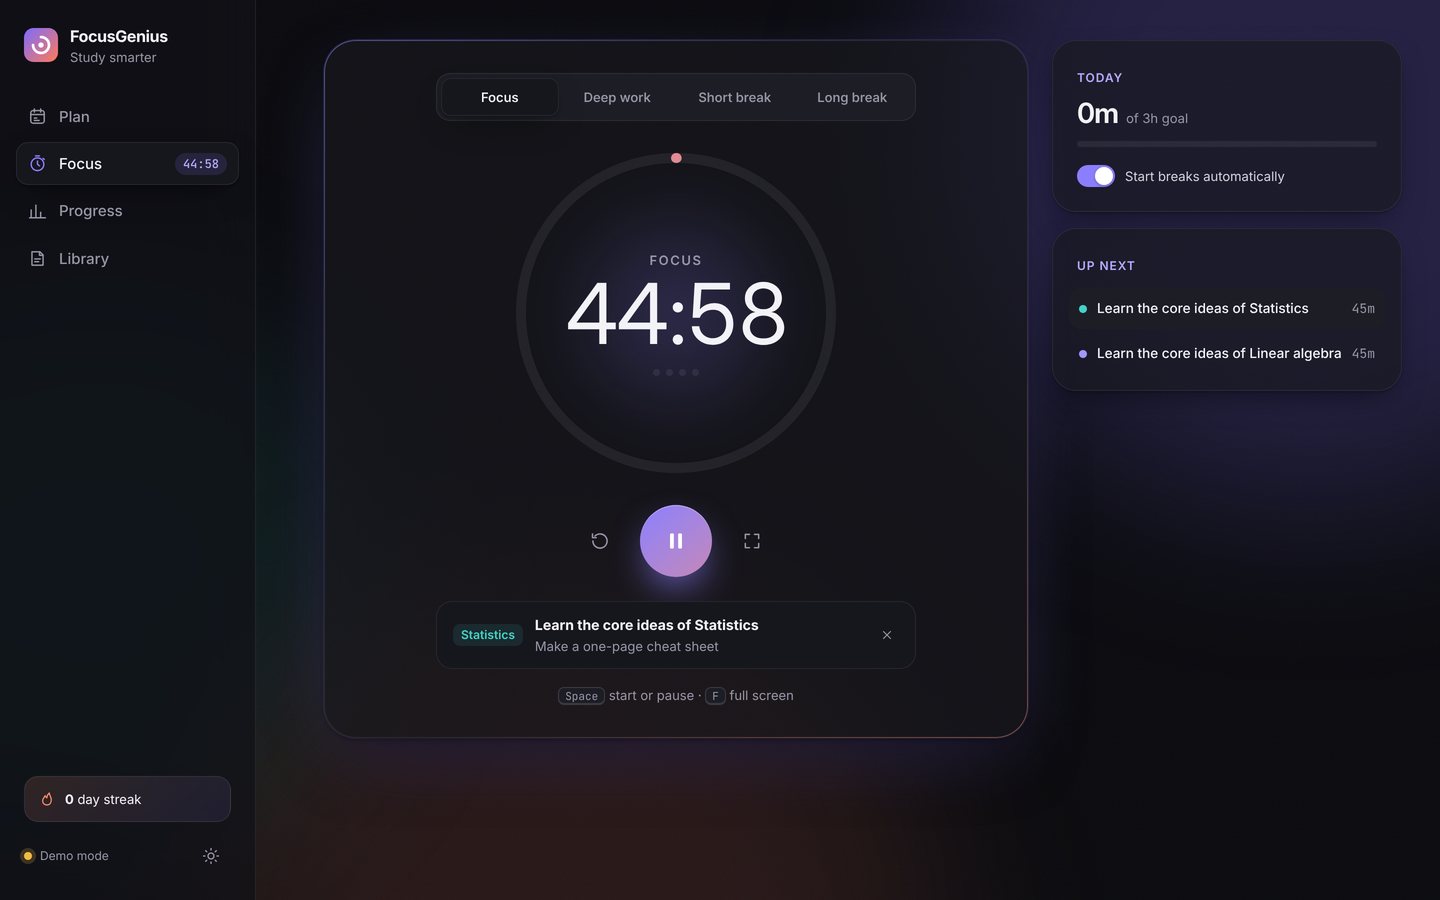 FocusGenius
Study smarter
Plan
Focus 44:58
Progress
Library
0 day streak
Demo mode
Focus Deep work Short break Long break
FOCUS
44:58
Statistics
Learn the core ideas of Statistics
Make a one-page cheat sheet
Space start or pause · F full screen
TODAY
0m of 3h goal
Start breaks automatically
UP NEXT
Learn the core ideas of Statistics 45m
Learn the core ideas of Linear algebra 45m